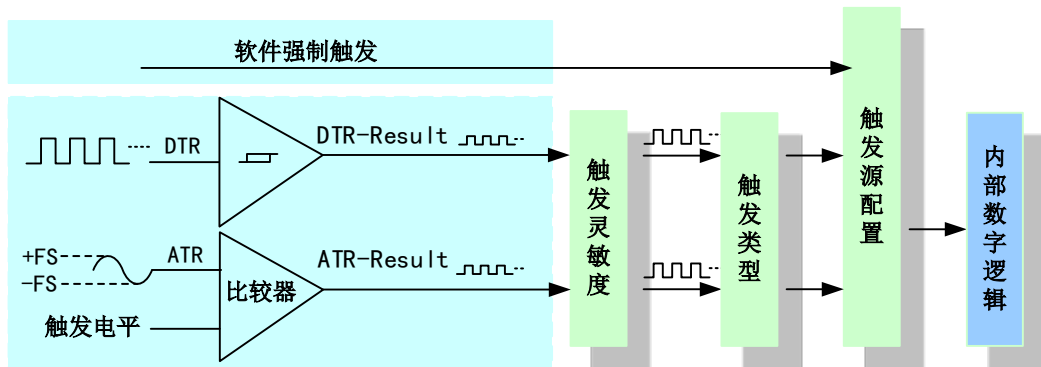 软件强制触发
DTR
DTR-Result
+FS
-FS
ATR
ATR-Result
比较器
触发电平
触发灵敏度
触发类型
触发源配置
内部数字逻辑